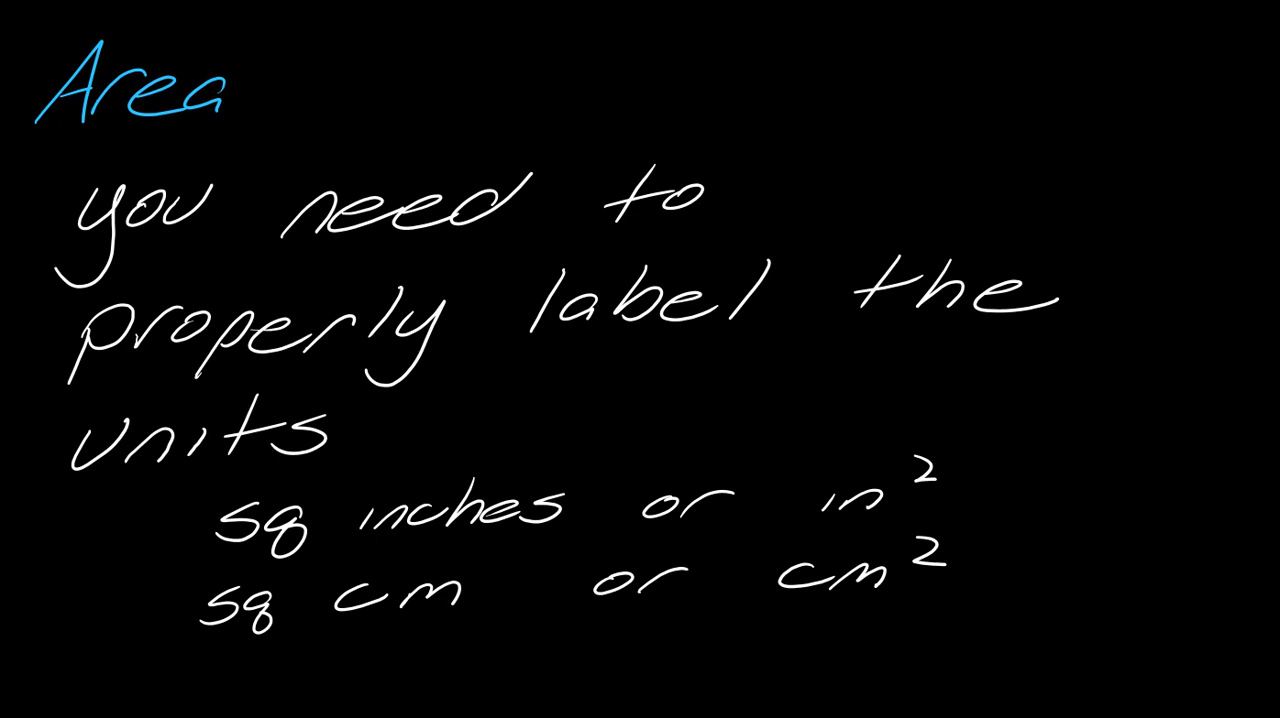 Area
you need to
properly label the
units
sq inches or in²
sq cm or cm²